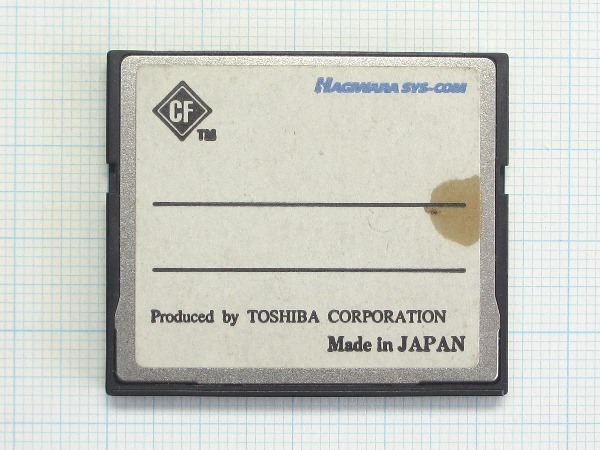 HAGIWARA SYS-COM
CF
TM
Produced by TOSHIBA CORPORATION
Made in JAPAN